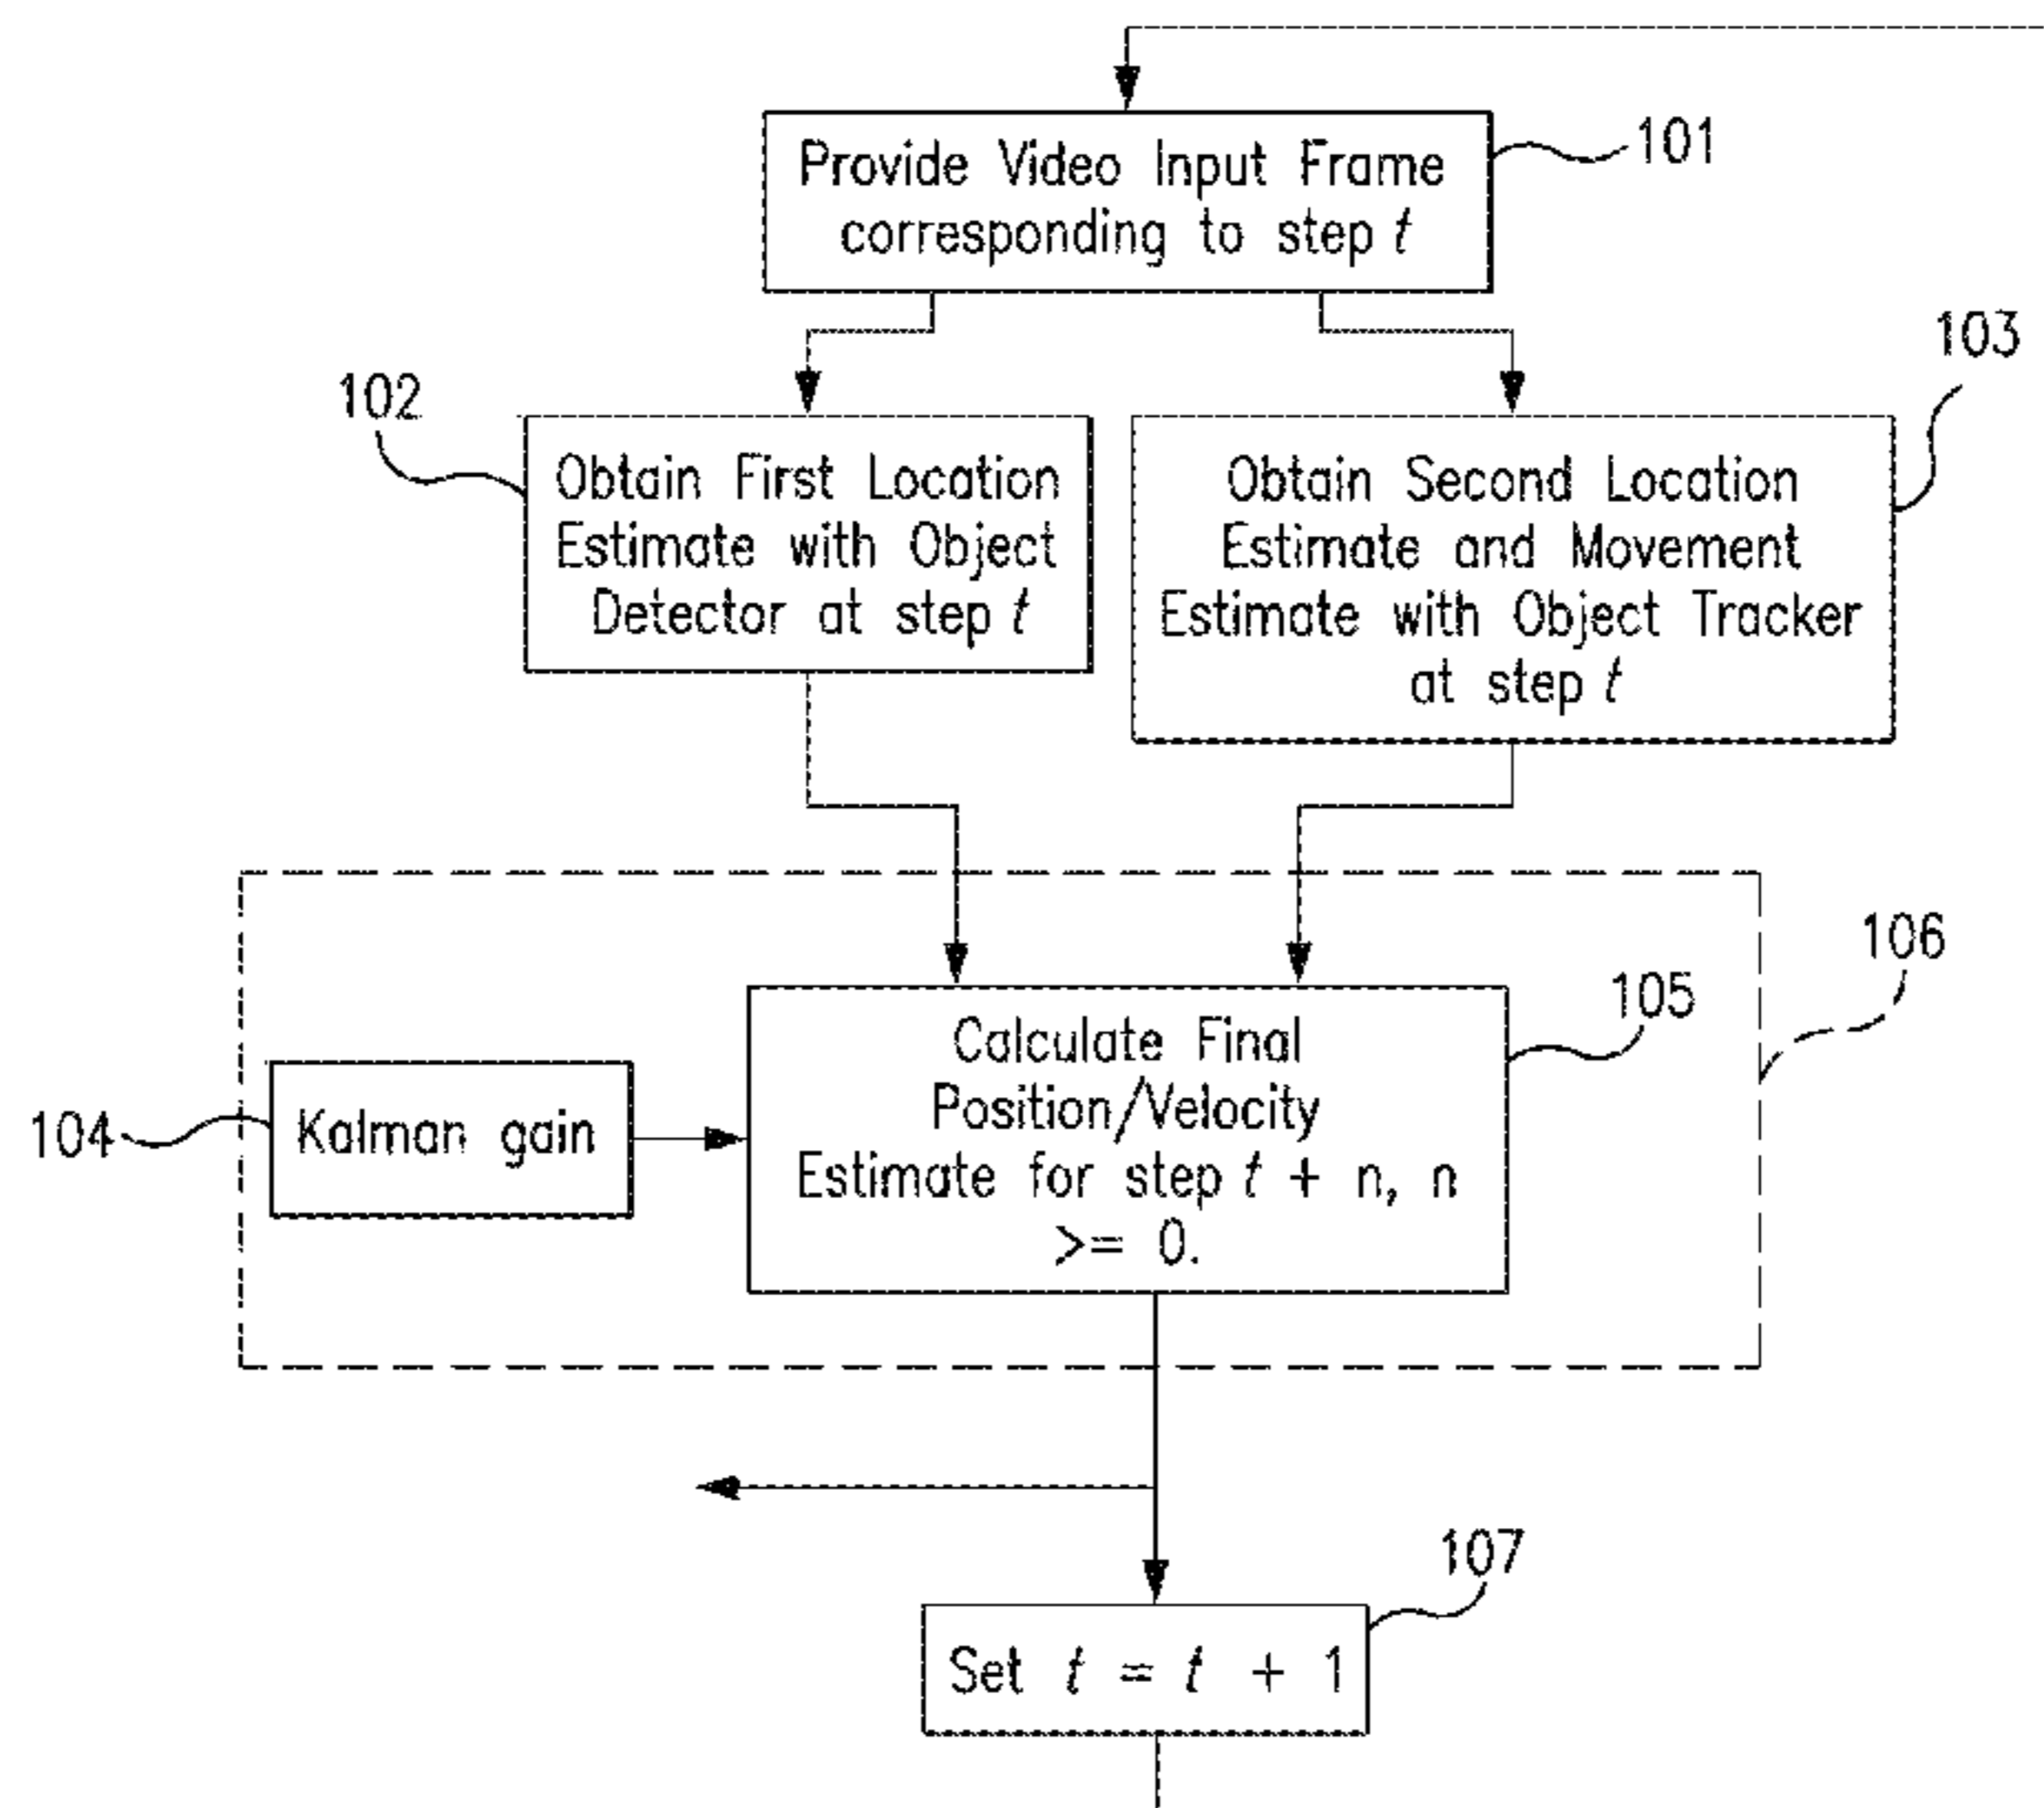 Provide Video Input Frame
corresponding to step t
101
102
Obtain First Location
Estimate with Object
Detector at step t
103
Obtain Second Location
Estimate and Movement
Estimate with Object Tracker
at step t
106
105
Calculate Final
Position/Velocity
Estimate for step t + n, n
>= 0.
104
Kalman gain
107
Set t = t + 1